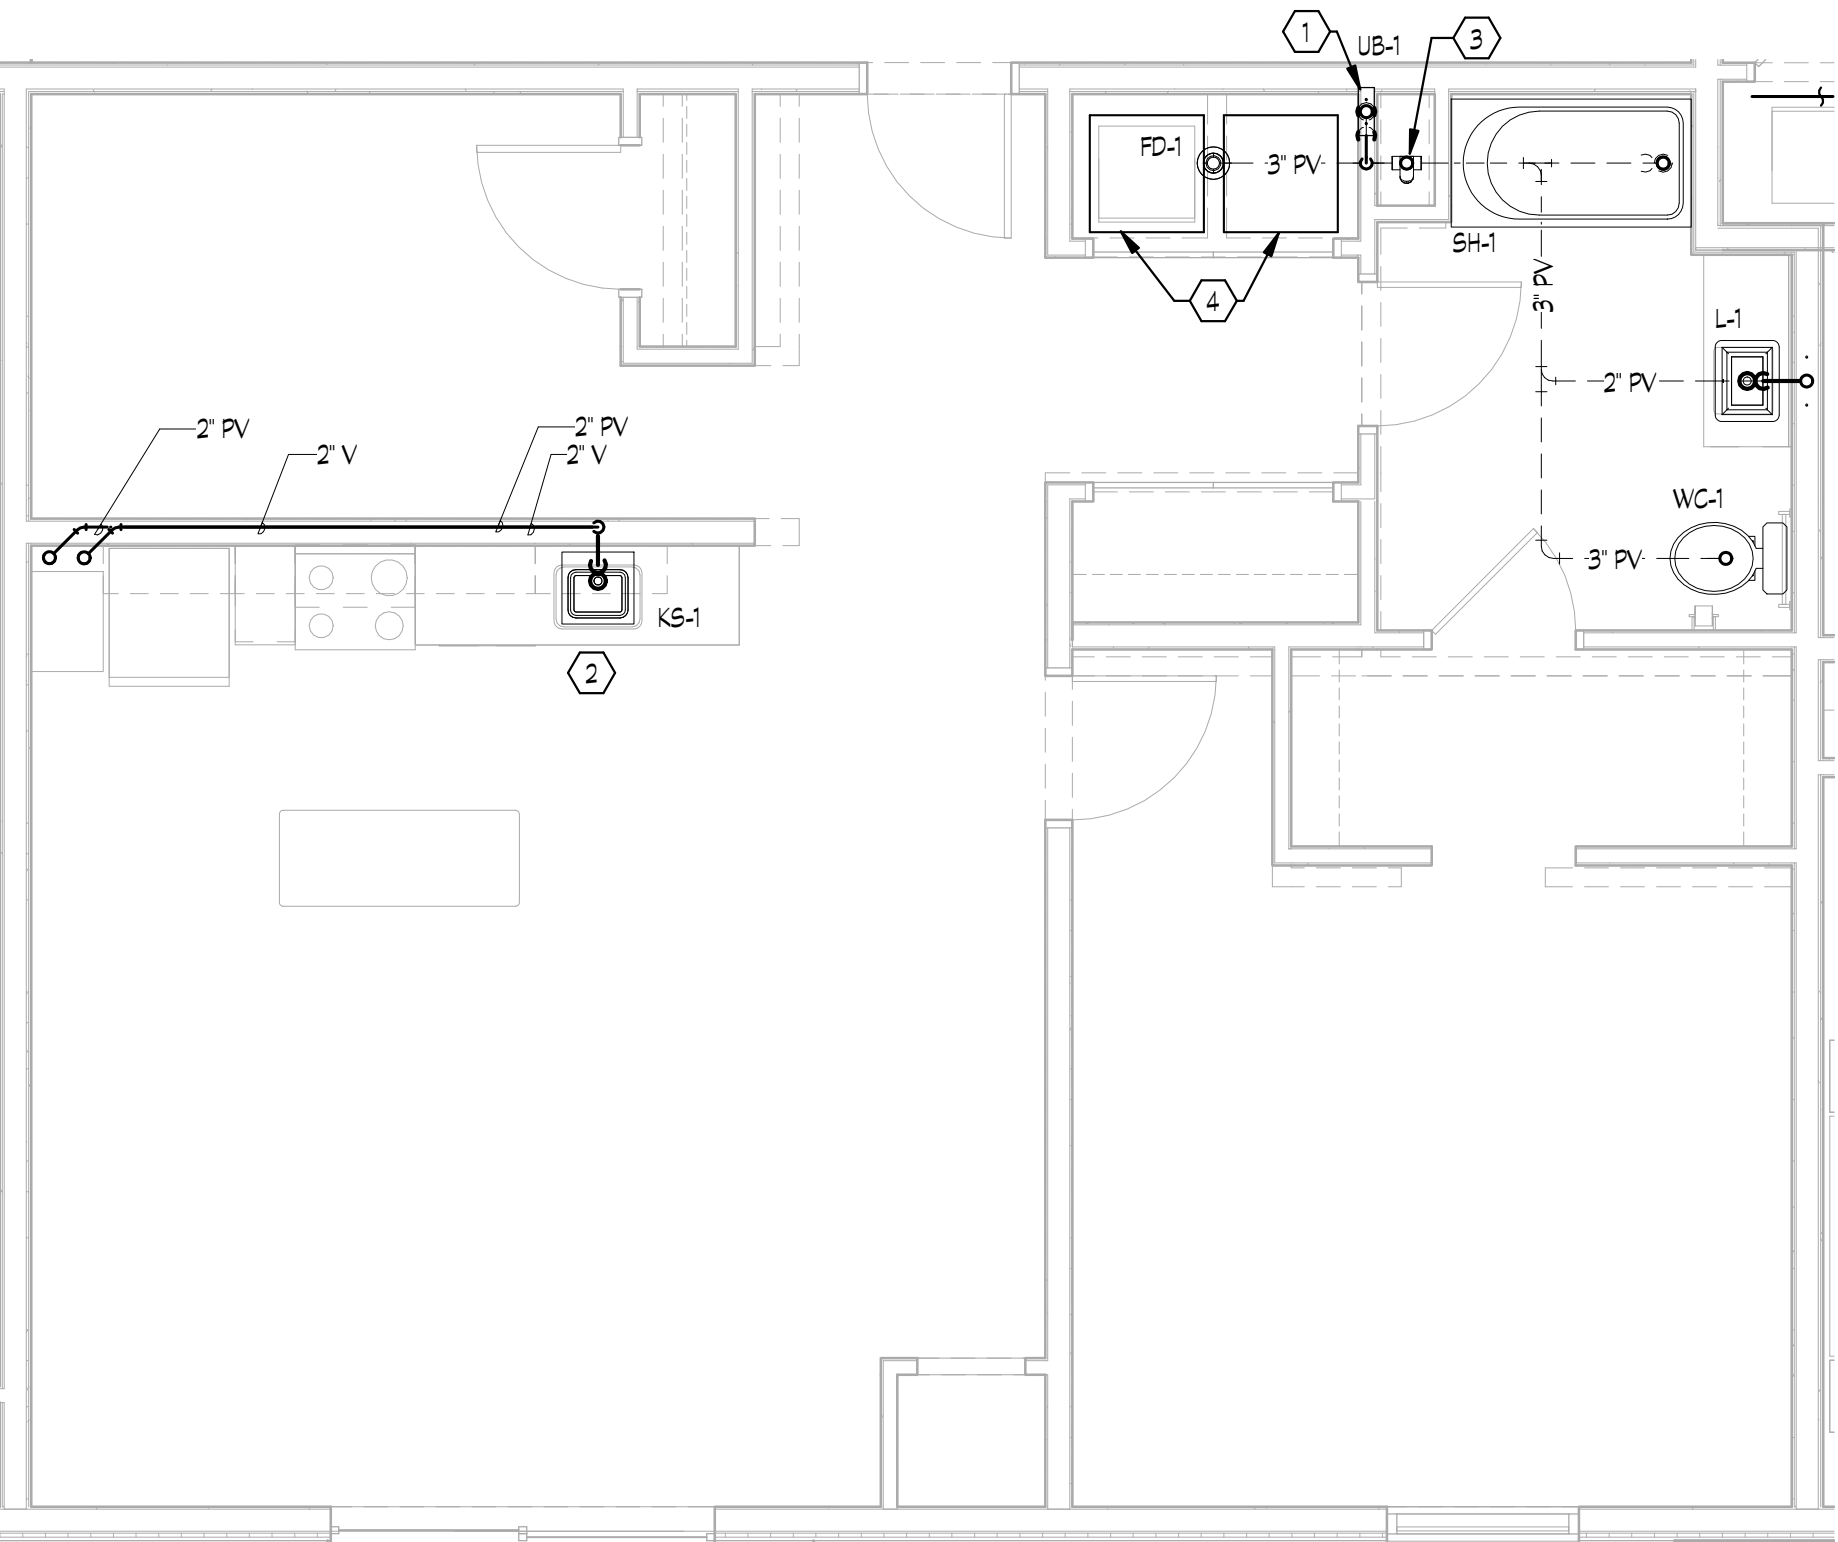 1
UB-1
3
FD-1
3" PV
SH-1
4
3" PV
L-1
2" PV
2" PV
2" V
2" PV
2" V
WC-1
3" PV
KS-1
2